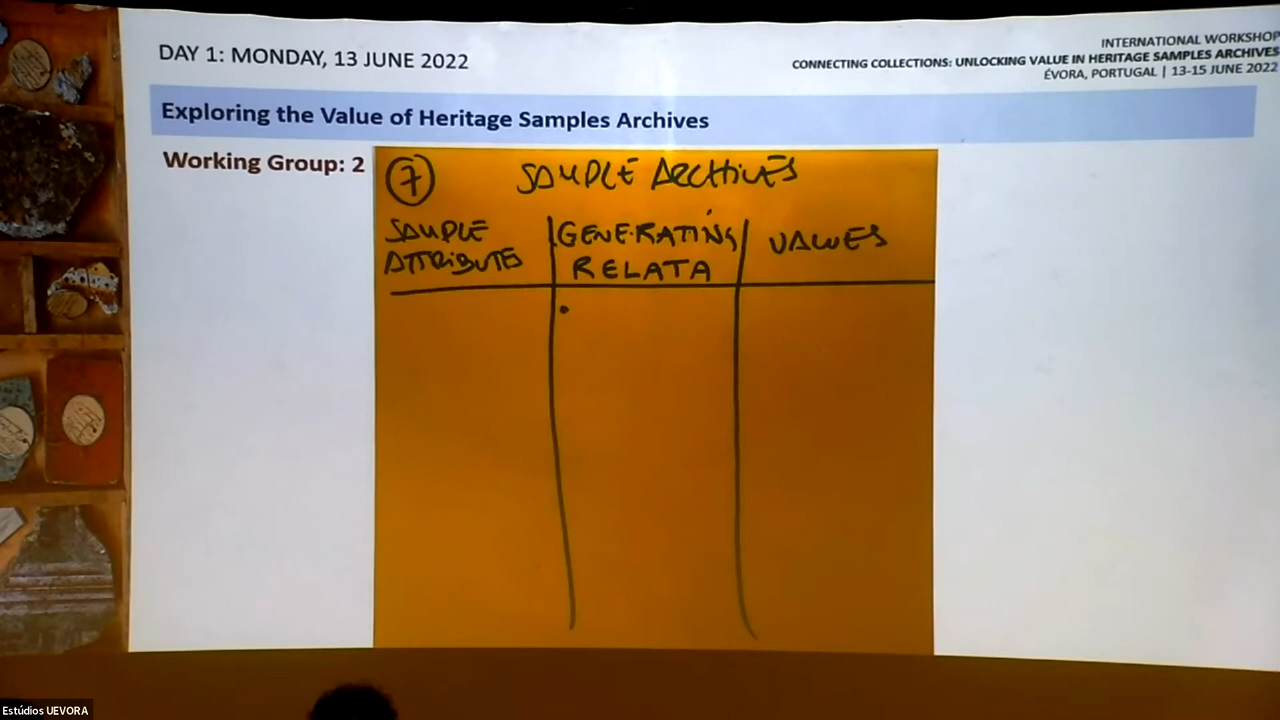 DAY 1: MONDAY, 13 JUNE 2022
INTERNATIONAL WORKSHOP
CONNECTING COLLECTIONS: UNLOCKING VALUE IN HERITAGE SAMPLES ARCHIVES
ÉVORA, PORTUGAL | 13-15 JUNE 2022
Exploring the Value of Heritage Samples Archives
Working Group: 2
7
SAMPLE ARCHIVES
SAMPLE
ATTRIBUTES
GENERATING
RELATA
VALUES
Estúdios UEVORA